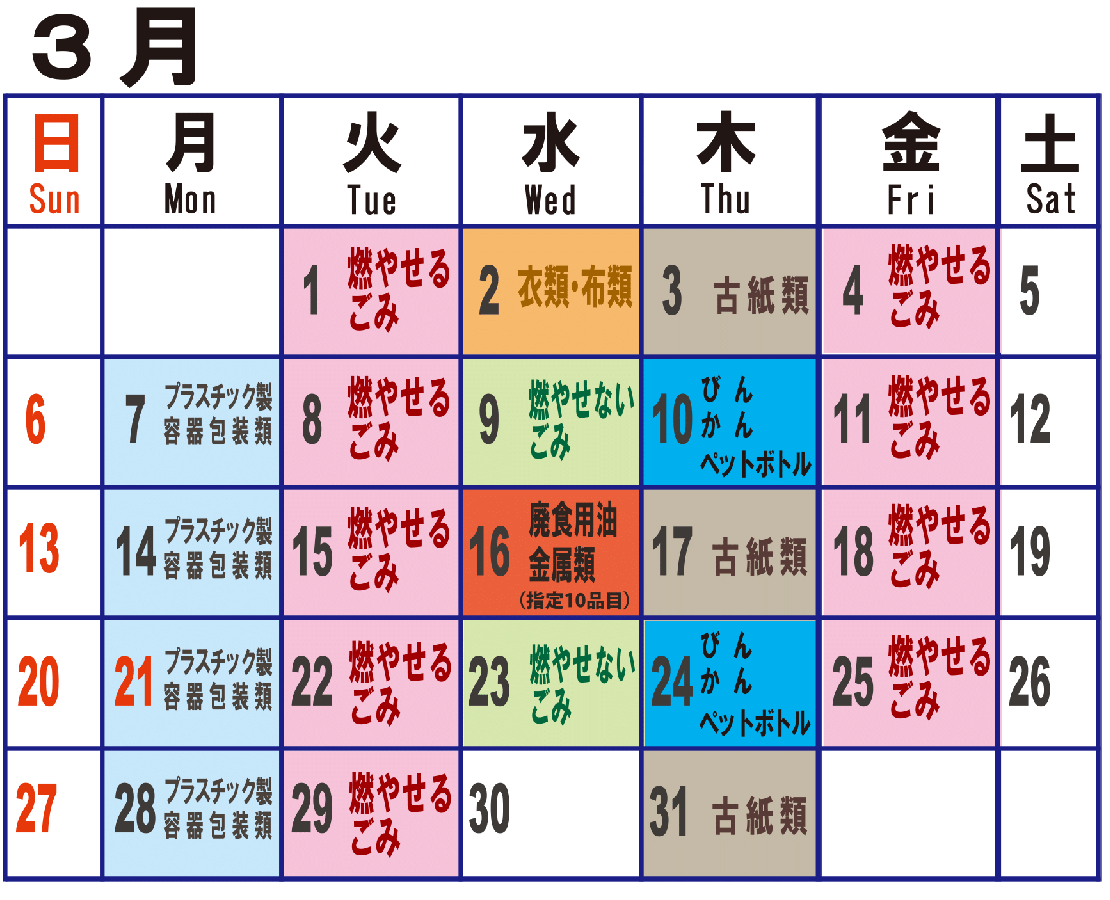 3月
日 月 火 水 木 金 土
Sun Mon Tue Wed Thu Fri Sat
1 燃やせる
ごみ
2 衣類・布類
3 古紙類
4 燃やせる
ごみ
5
6
7 プラスチック製
容器包装類
8 燃やせる
ごみ
9 燃やせない
ごみ
10 びん
かん
ペットボトル
11 燃やせる
ごみ
12
13
14 プラスチック製
容器包装類
15 燃やせる
ごみ
16 廃食用油
金属類
(指定10品目)
17 古紙類
18 燃やせる
ごみ
19
20
21 プラスチック製
容器包装類
22 燃やせる
ごみ
23 燃やせない
ごみ
24 びん
かん
ペットボトル
25 燃やせる
ごみ
26
27
28 プラスチック製
容器包装類
29 燃やせる
ごみ
30
31 古紙類